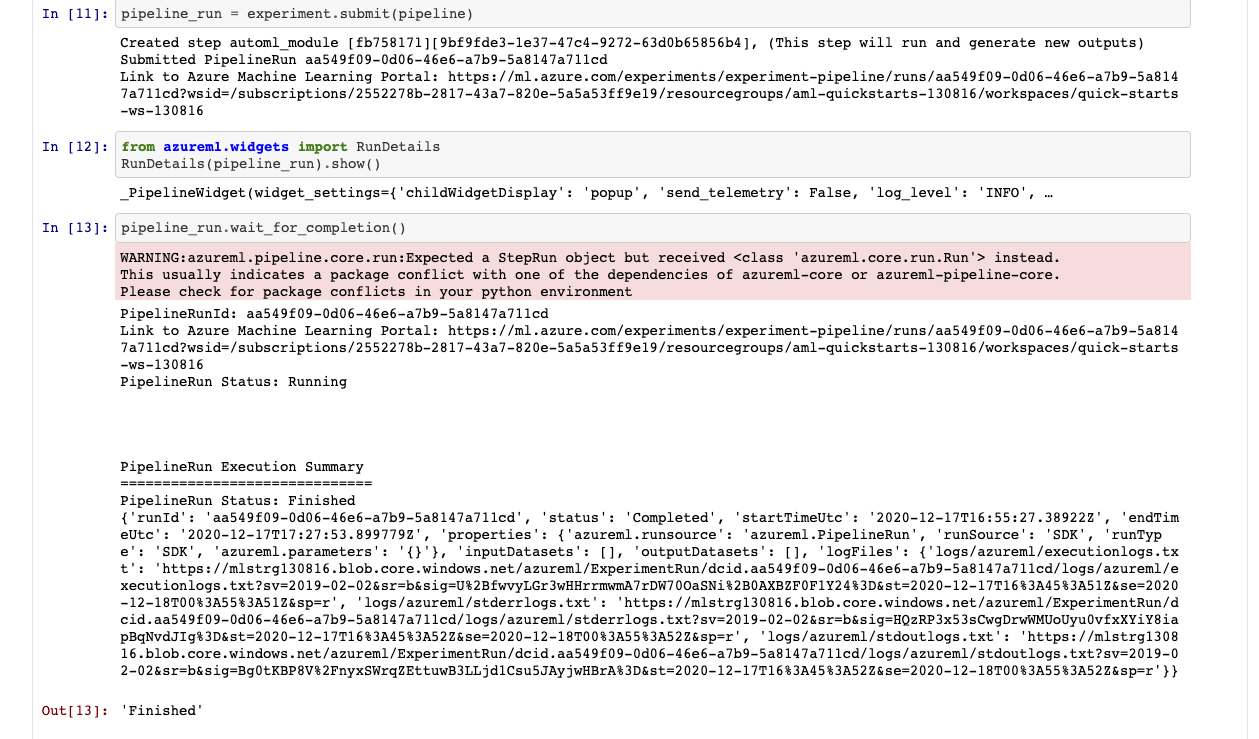 In [11]: pipeline_run = experiment.submit(pipeline)
Created step automl_module [fb758171][9bf9fde3-1e37-47c4-9272-63d0b65856b4], (This step will run and generate new outputs)
Submitted PipelineRun aa549f09-0d06-46e6-a7b9-5a8147a711cd
Link to Azure Machine Learning Portal: https://ml.azure.com/experiments/experiment-pipeline/runs/aa549f09-0d06-46e6-a7b9-5a814
7a711cd?wsid=/subscriptions/2552278b-2817-43a7-820e-5a5a53ff9e19/resourcegroups/aml-quickstarts-130816/workspaces/quick-starts
-ws-130816
In [12]: from azureml.widgets import RunDetails
RunDetails(pipeline_run).show()
_PipelineWidget(widget_settings={'childWidgetDisplay': 'popup', 'send_telemetry': False, 'log_level': 'INFO', …
In [13]: pipeline_run.wait_for_completion()
WARNING:azureml.pipeline.core.run:Expected a StepRun object but received <class 'azureml.core.run.Run'> instead.
This usually indicates a package conflict with one of the dependencies of azureml-core or azureml-pipeline-core.
Please check for package conflicts in your python environment
PipelineRunId: aa549f09-0d06-46e6-a7b9-5a8147a711cd
Link to Azure Machine Learning Portal: https://ml.azure.com/experiments/experiment-pipeline/runs/aa549f09-0d06-46e6-a7b9-5a814
7a711cd?wsid=/subscriptions/2552278b-2817-43a7-820e-5a5a53ff9e19/resourcegroups/aml-quickstarts-130816/workspaces/quick-starts
-ws-130816
PipelineRun Status: Running
PipelineRun Execution Summary
==============================
PipelineRun Status: Finished
{'runId': 'aa549f09-0d06-46e6-a7b9-5a8147a711cd', 'status': 'Completed', 'startTimeUtc': '2020-12-17T16:55:27.38922Z', 'endTim
eUtc': '2020-12-17T17:27:53.899779Z', 'properties': {'azureml.runsource': 'azureml.PipelineRun', 'runSource': 'SDK', 'runTyp
e': 'SDK', 'azureml.parameters': '{}'}, 'inputDatasets': [], 'outputDatasets': [], 'logFiles': {'logs/azureml/executionlogs.tx
t': 'https://mlstrg130816.blob.core.windows.net/azureml/ExperimentRun/dcid.aa549f09-0d06-46e6-a7b9-5a8147a711cd/logs/azureml/e
xecutionlogs.txt?sv=2019-02-02&sr=b&sig=U%2BfwvyLGr3wHHrrmwmA7rDW70OaSNi%2B0AXBZF0F1Y24%3D&st=2020-12-17T16%3A45%3A51Z&se=2020
-12-18T00%3A55%3A51Z&sp=r', 'logs/azureml/stderrlogs.txt': 'https://mlstrg130816.blob.core.windows.net/azureml/ExperimentRun/d
cid.aa549f09-0d06-46e6-a7b9-5a8147a711cd/logs/azureml/stderrlogs.txt?sv=2019-02-02&sr=b&sig=HQzRP3x53sCwgDrwWMUoUyu0vfxXYiY8ia
pBqNvdJIg%3D&st=2020-12-17T16%3A45%3A52Z&se=2020-12-18T00%3A55%3A52Z&sp=r', 'logs/azureml/stdoutlogs.txt': 'https://mlstrg1308
16.blob.core.windows.net/azureml/ExperimentRun/dcid.aa549f09-0d06-46e6-a7b9-5a8147a711cd/logs/azureml/stdoutlogs.txt?sv=2019-0
2-02&sr=b&sig=Bg0tKBP8V%2FnyxSWrqZEttuwB3LLjdlCsu5JAyjwHBrA%3D&st=2020-12-17T16%3A45%3A52Z&se=2020-12-18T00%3A55%3A52Z&sp=r'}}
Out[13]: 'Finished'